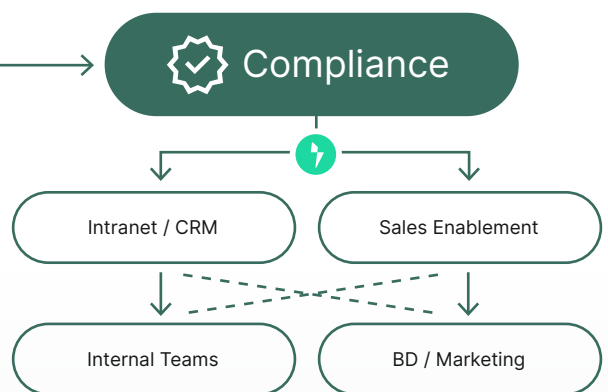 Compliance
Intranet / CRM
Sales Enablement
Internal Teams
BD / Marketing